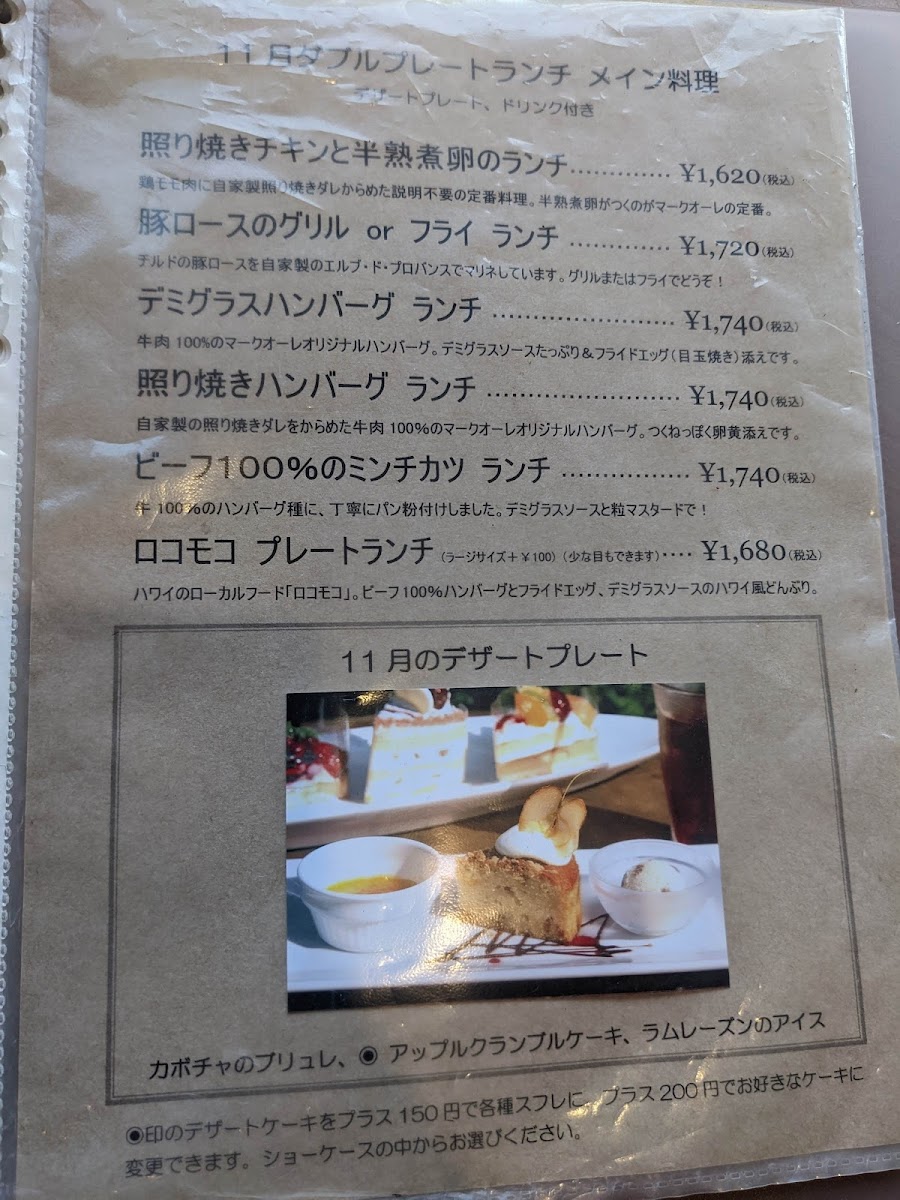 11月ダブルプレートランチ メイン料理
デザートプレート、ドリンク付き
照り焼きチキンと半熟煮卵のランチ………… ¥1,620(税込)
鶏モモ肉に自家製照り焼きダレからめた説明不要の定番料理。半熟煮卵がつくのがマークオーレの定番。
豚ロースのグリル or フライ ランチ ………… ¥1,720(税込)
チルドの豚ロースを自家製のエルブ・ド・プロバンスでマリネしています。グリルまたはフライでどうぞ！
デミグラスハンバーグ ランチ …………………… ¥1,740(税込)
牛肉100%のマークオーレオリジナルハンバーグ。デミグラスソースたっぷり＆フライドエッグ(目玉焼き)添えです。
照り焼きハンバーグ ランチ …………………… ¥1,740(税込)
自家製の照り焼きダレをからめた牛肉100%のマークオーレオリジナルハンバーグ。つくねっぽく卵黄添えです。
ビーフ100%のミンチカツ ランチ …………… ¥1,740(税込)
牛100%のハンバーグ種に、丁寧にパン粉付けしました。デミグラスソースと粒マスタードで！
ロコモコ プレートランチ(ラージサイズ＋￥100)(少な目もできます)‥‥ ¥1,680(税込)
ハワイのローカルフード「ロコモコ」。ビーフ100%ハンバーグとフライドエッグ、デミグラスソースのハワイ風どんぶり。
11月のデザートプレート
カボチャのブリュレ、◉ アップルクランブルケーキ、ラムレーズンのアイス
◉印のデザートケーキをプラス150円で各種スフレに、プラス200円でお好きなケーキに
変更できます。ショーケースの中からお選びください。